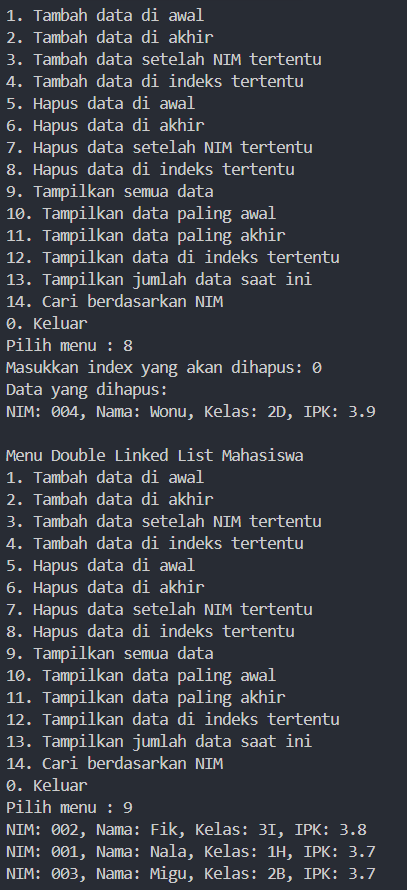 1. Tambah data di awal
2. Tambah data di akhir
3. Tambah data setelah NIM tertentu
4. Tambah data di indeks tertentu
5. Hapus data di awal
6. Hapus data di akhir
7. Hapus data setelah NIM tertentu
8. Hapus data di indeks tertentu
9. Tampilkan semua data
10. Tampilkan data paling awal
11. Tampilkan data paling akhir
12. Tampilkan data di indeks tertentu
13. Tampilkan jumlah data saat ini
14. Cari berdasarkan NIM
0. Keluar
Pilih menu : 8
Masukkan index yang akan dihapus: 0
Data yang dihapus:
NIM: 004, Nama: Wonu, Kelas: 2D, IPK: 3.9

Menu Double Linked List Mahasiswa
1. Tambah data di awal
2. Tambah data di akhir
3. Tambah data setelah NIM tertentu
4. Tambah data di indeks tertentu
5. Hapus data di awal
6. Hapus data di akhir
7. Hapus data setelah NIM tertentu
8. Hapus data di indeks tertentu
9. Tampilkan semua data
10. Tampilkan data paling awal
11. Tampilkan data paling akhir
12. Tampilkan data di indeks tertentu
13. Tampilkan jumlah data saat ini
14. Cari berdasarkan NIM
0. Keluar
Pilih menu : 9
NIM: 002, Nama: Fik, Kelas: 3I, IPK: 3.8
NIM: 001, Nama: Nala, Kelas: 1H, IPK: 3.7
NIM: 003, Nama: Migu, Kelas: 2B, IPK: 3.7